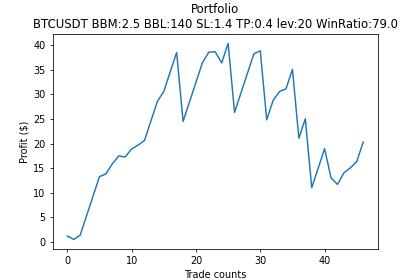 Portfolio
BTCUSDT BBM:2.5 BBL:140 SL:1.4 TP:0.4 lev:20 WinRatio:79.0
40
35
30
25
20
15
10
5
0
Profit ($)
0 10 20 30 40
Trade counts